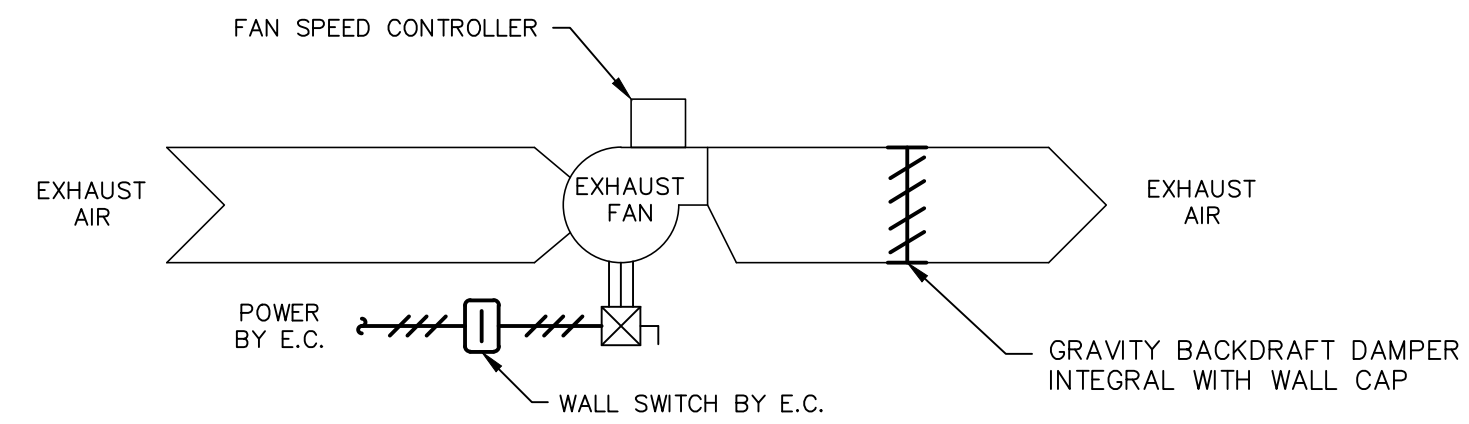 FAN SPEED CONTROLLER
EXHAUST
AIR
EXHAUST
FAN
EXHAUST
AIR
POWER
BY E.C.
WALL SWITCH BY E.C.
GRAVITY BACKDRAFT DAMPER
INTEGRAL WITH WALL CAP